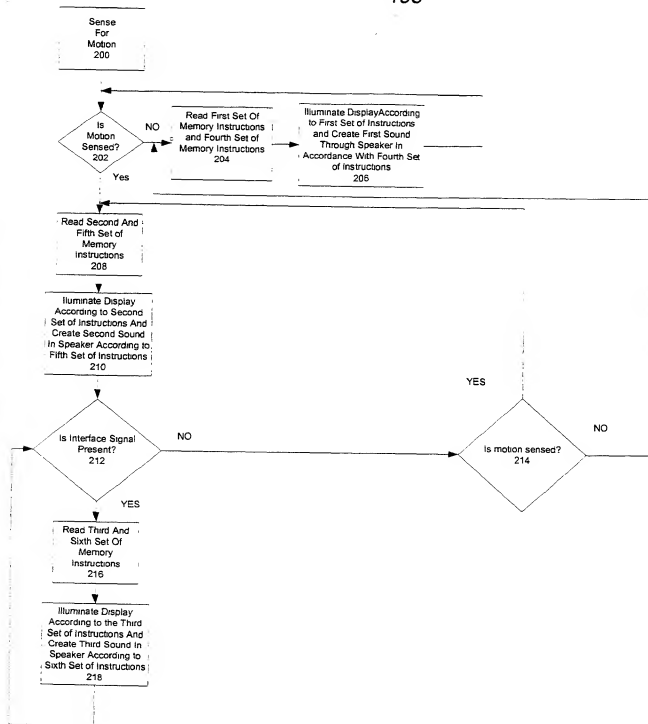 Sense
For
Motion
200
Is
Motion
Sensed?
202
NO
Yes
Read First Set Of
Memory Instructions
and Fourth Set of
Memory Instructions
204
Illuminate DisplayAccording
to First Set of Instructions
and Create First Sound
Through Speaker In
Accordance With Fourth Set
of Instructions
206
Read Second And
Fifth Set of
Memory
Instructions
208
Illuminate Display
According to Second
Set of Instructions And
Create Second Sound
In Speaker According to
Fifth Set of Instructions
210
Is Interface Signal
Present?
212
NO
YES
YES
Is motion sensed?
214
NO
Read Third And
Sixth Set Of
Memory
Instructions
216
Illuminate Display
According to the Third
Set of Instructions And
Create Third Sound In
Speaker According to
Sixth Set of Instructions
218